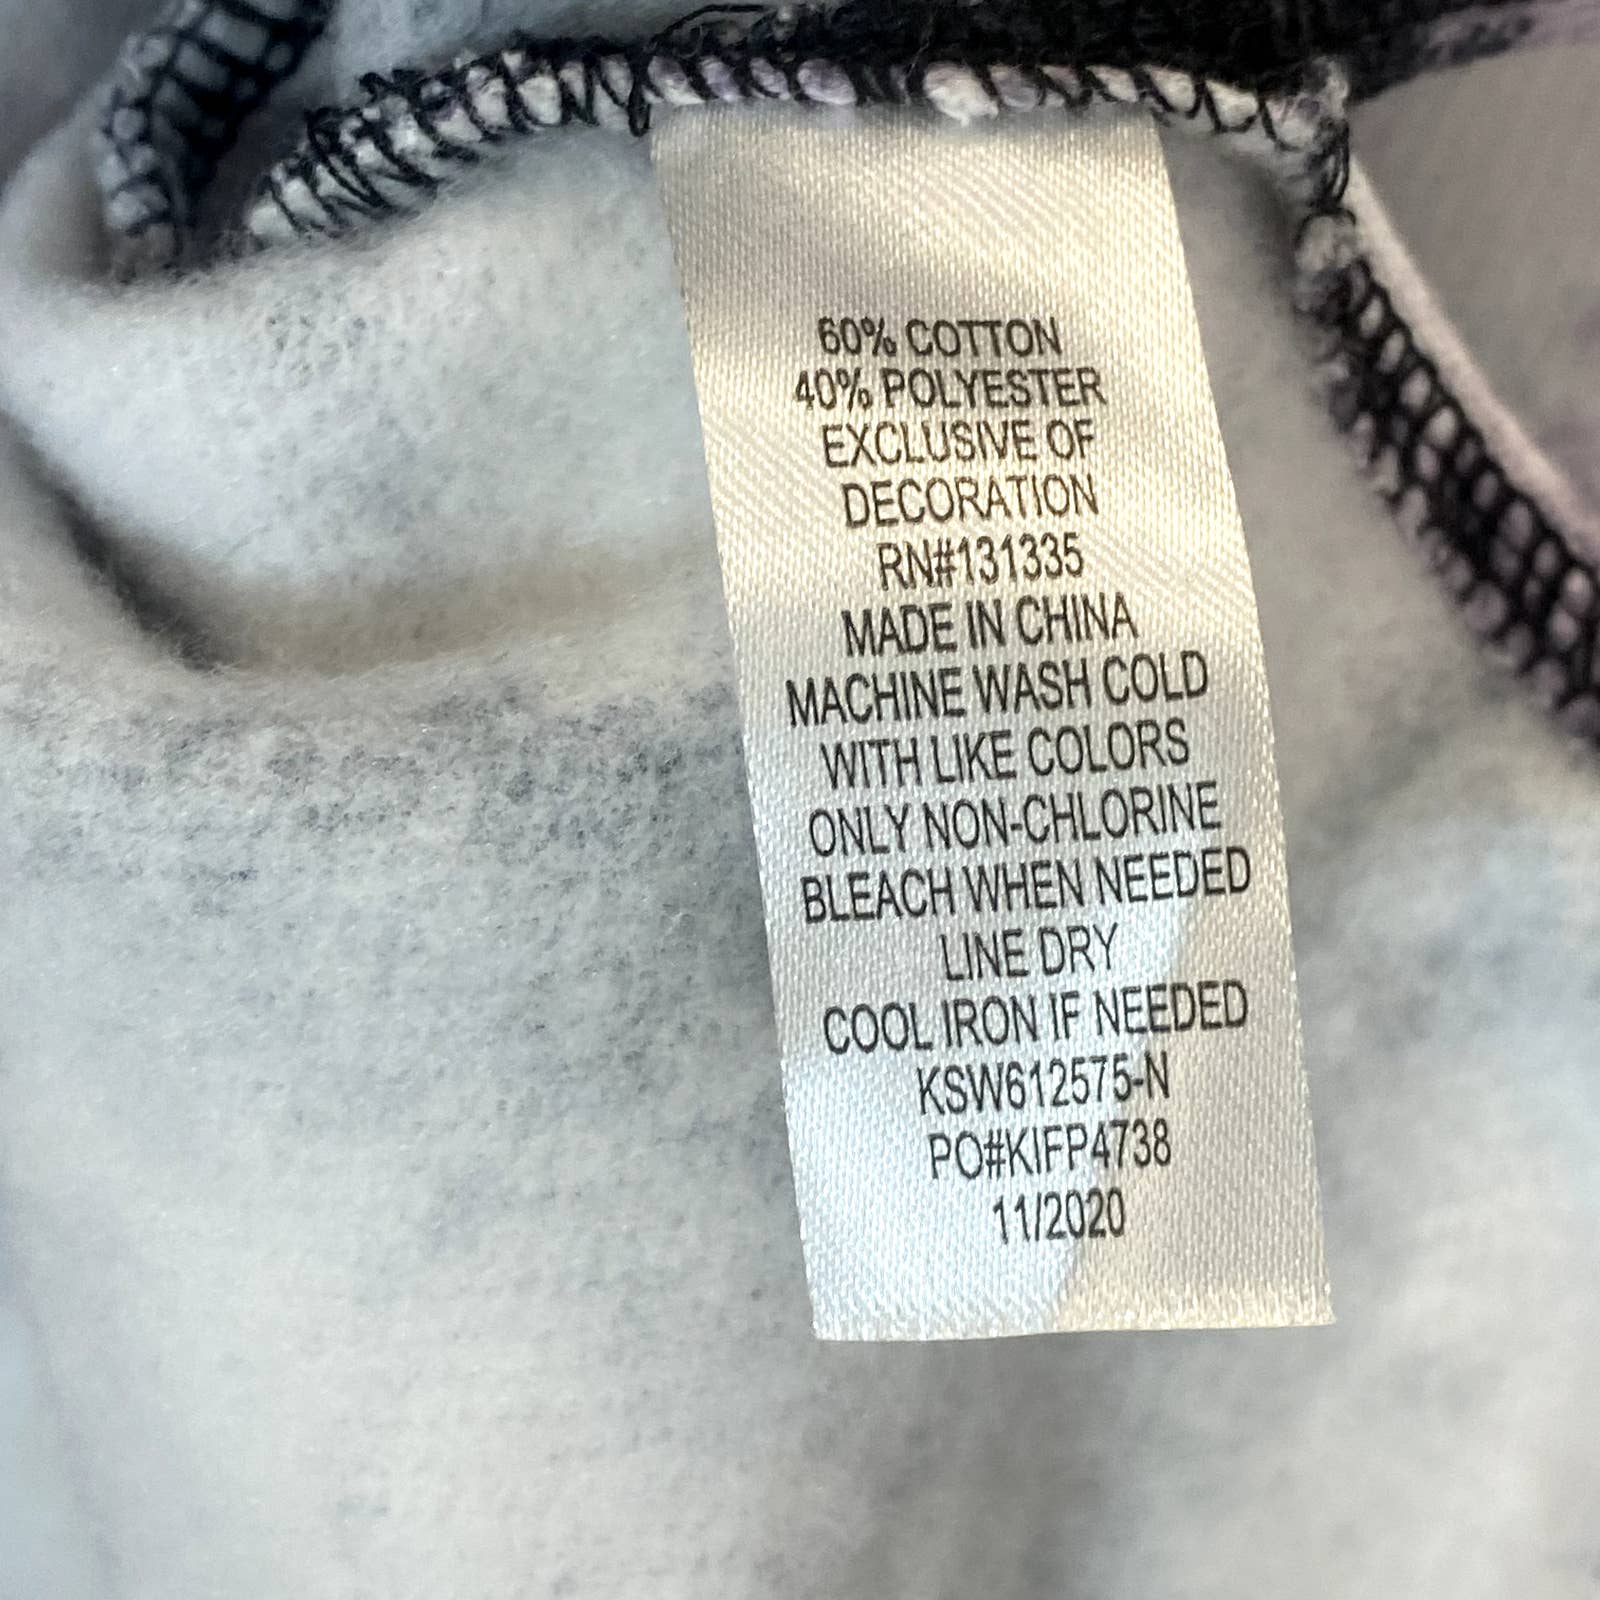 60% COTTON
40% POLYESTER
EXCLUSIVE OF
DECORATION
RN#131335
MADE IN CHINA
MACHINE WASH COLD
WITH LIKE COLORS
ONLY NON-CHLORINE
BLEACH WHEN NEEDED
LINE DRY
COOL IRON IF NEEDED
KSW612575-N
PO#KIFP4738
11/2020